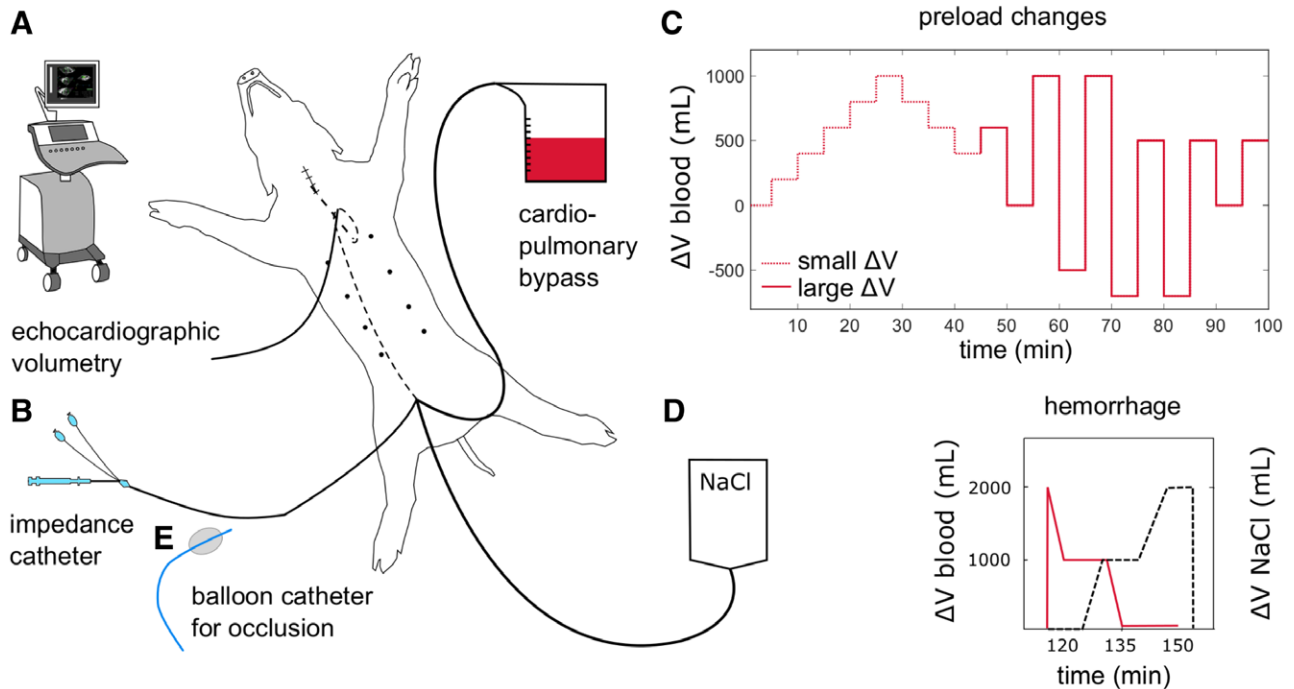 A
echocardiographic
volumetry
cardio-
pulmonary
bypass
B
impedance
catheter
E
balloon catheter
for occlusion
NaCl
C
preload changes
ΔV blood (mL)
1000
500
0
-500
small ΔV
large ΔV
10 20 30 40 50 60 70 80 90 100
time (min)
D
hemorrhage
ΔV blood (mL)
2000
1000
ΔV NaCl (mL)
120 135 150
time (min)